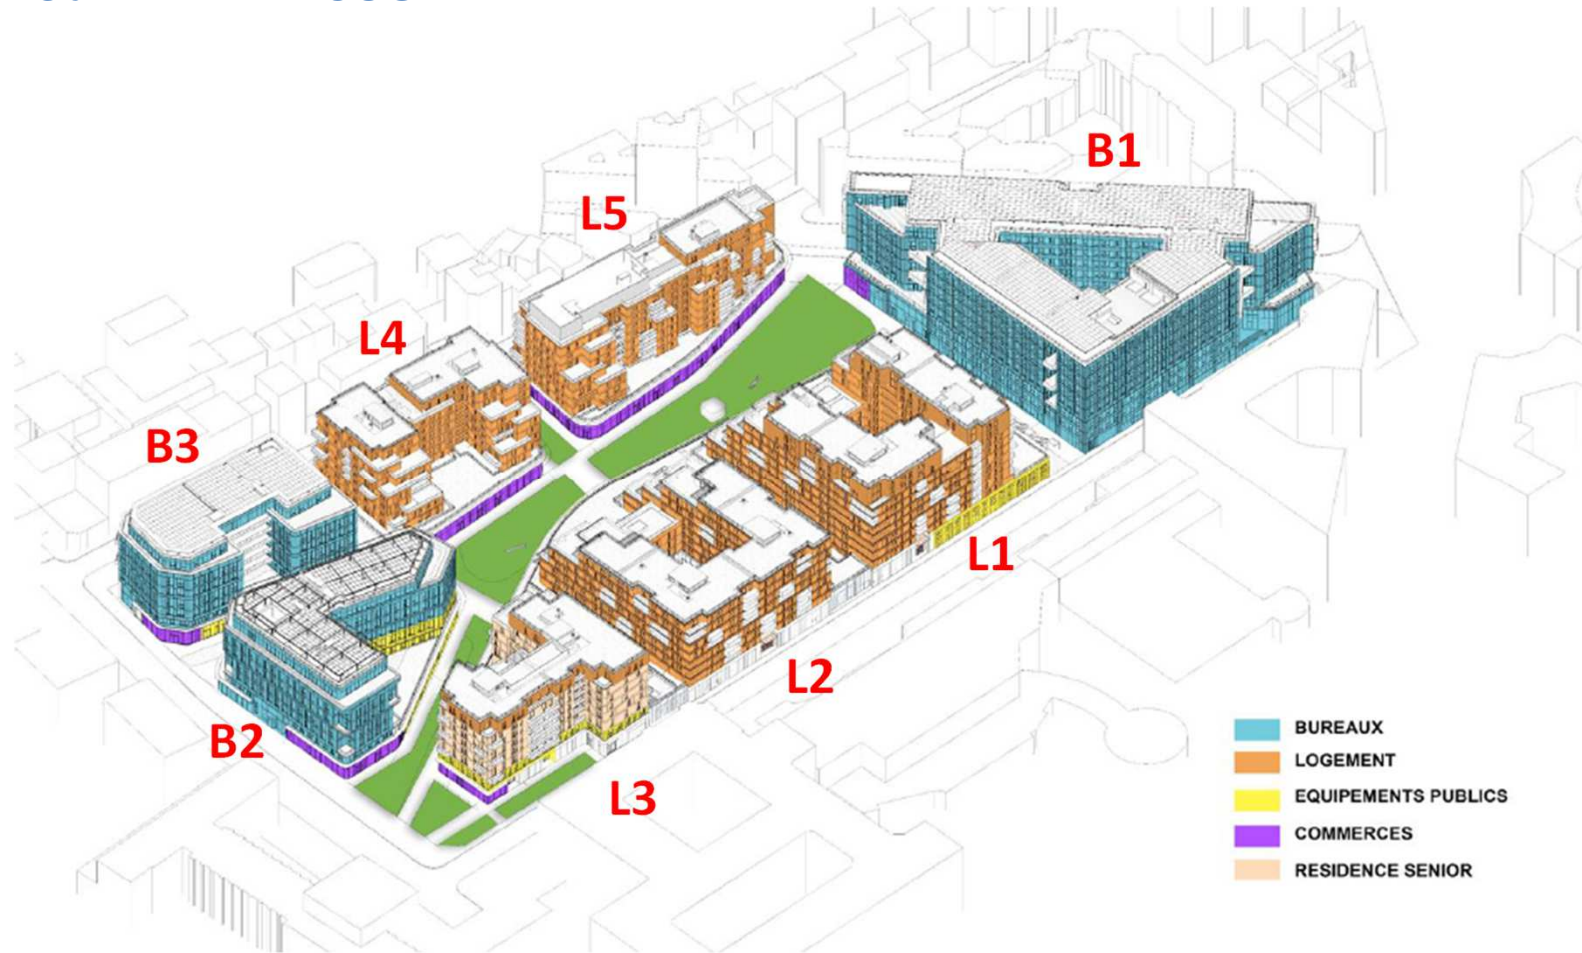 B1
L5
L4
B3
L1
L2
B2
L3
BUREAUX
LOGEMENT
EQUIPEMENTS PUBLICS
COMMERCES
RESIDENCE SENIOR